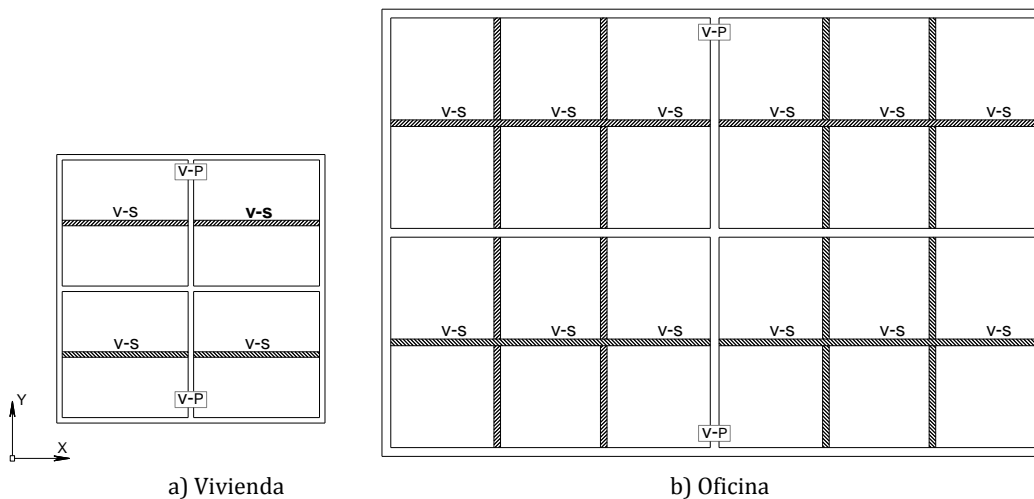 V-P
V-S V-S V-S V-S V-S V-S
V-P
V-S V-S
V-S V-S V-S V-S V-S V-S
V-S V-S
V-P
Y
V-P
X
a) Vivienda b) Oficina